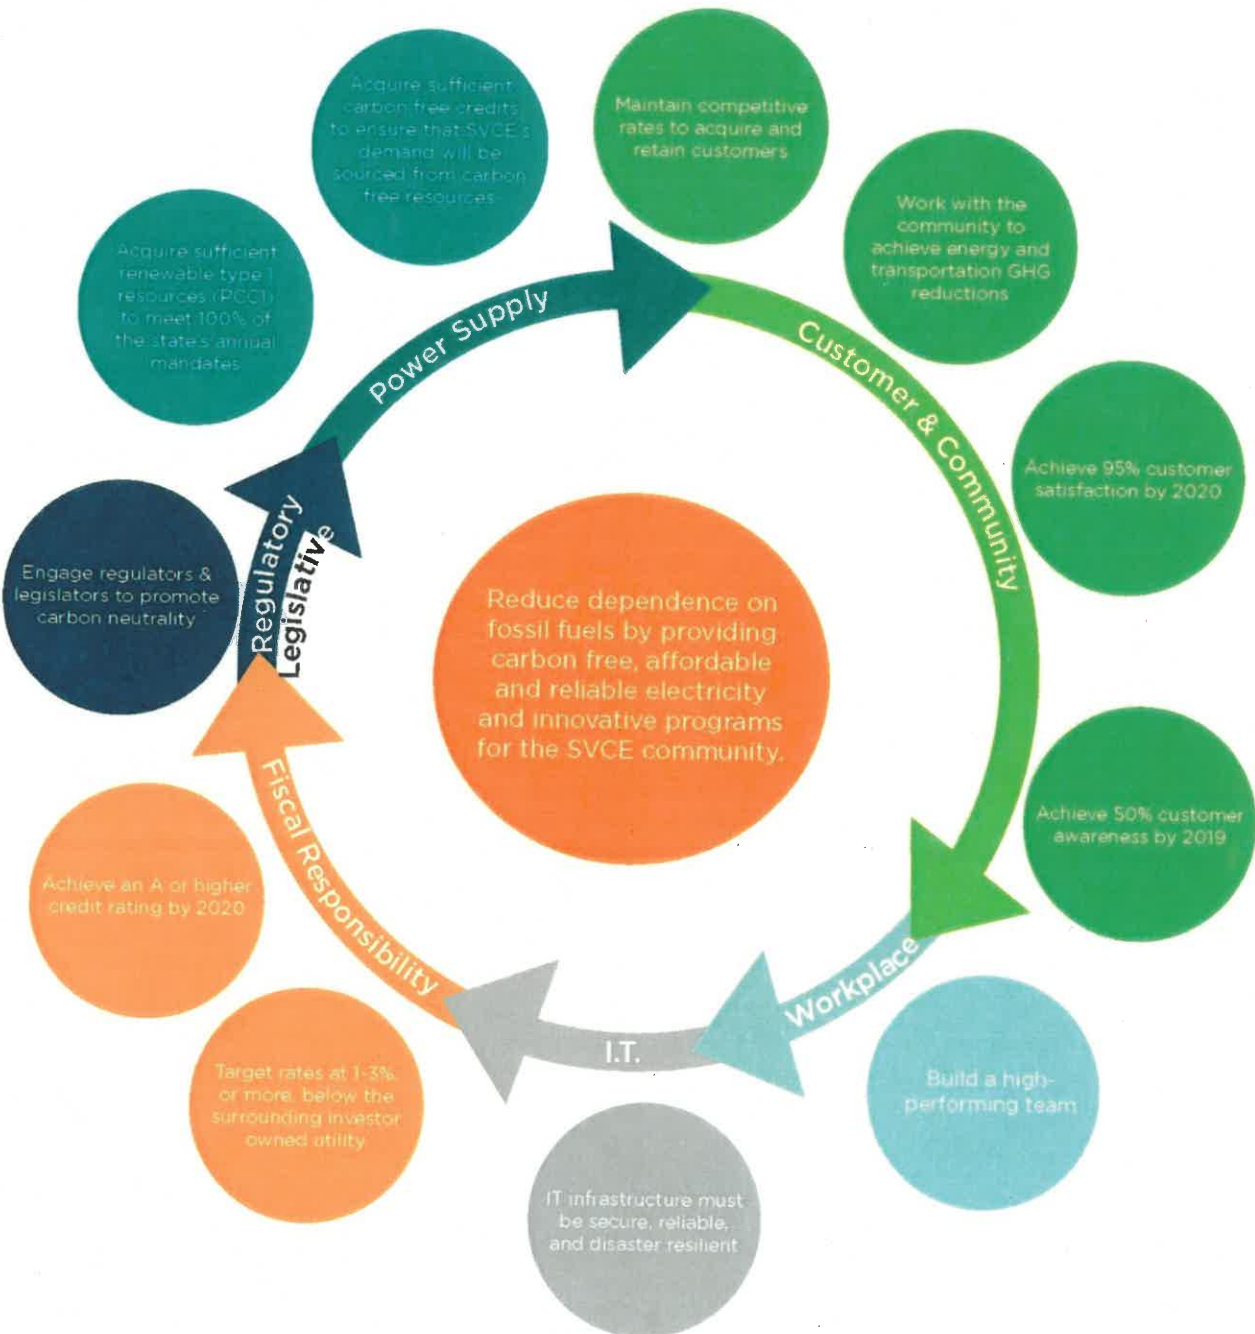 Acquire sufficient
carbon free credits
to ensure that SVCE's
demand will be
sourced from carbon
free resources
Maintain competitive
rates to acquire and
retain customers
Work with the
community to
achieve energy and
transportation GHG
reductions
Acquire sufficient
renewable type 1
resources (PCC1)
to meet 100% of
the state's annual
mandates
Power Supply
Customer & Community
Achieve 95% customer
satisfaction by 2020
Engage regulators &
legislators to promote
carbon neutrality
Regulatory
Legislative
Reduce dependence on
fossil fuels by providing
carbon free, affordable
and reliable electricity
and innovative programs
for the SVCE community.
Achieve 50% customer
awareness by 2019
Fiscal Responsibility
Achieve an A or higher
credit rating by 2020
Workplace
I.T.
Target rates at 1-3%,
or more, below the
surrounding investor
owned utility
Build a high-
performing team
IT infrastructure must
be secure, reliable,
and disaster resilient